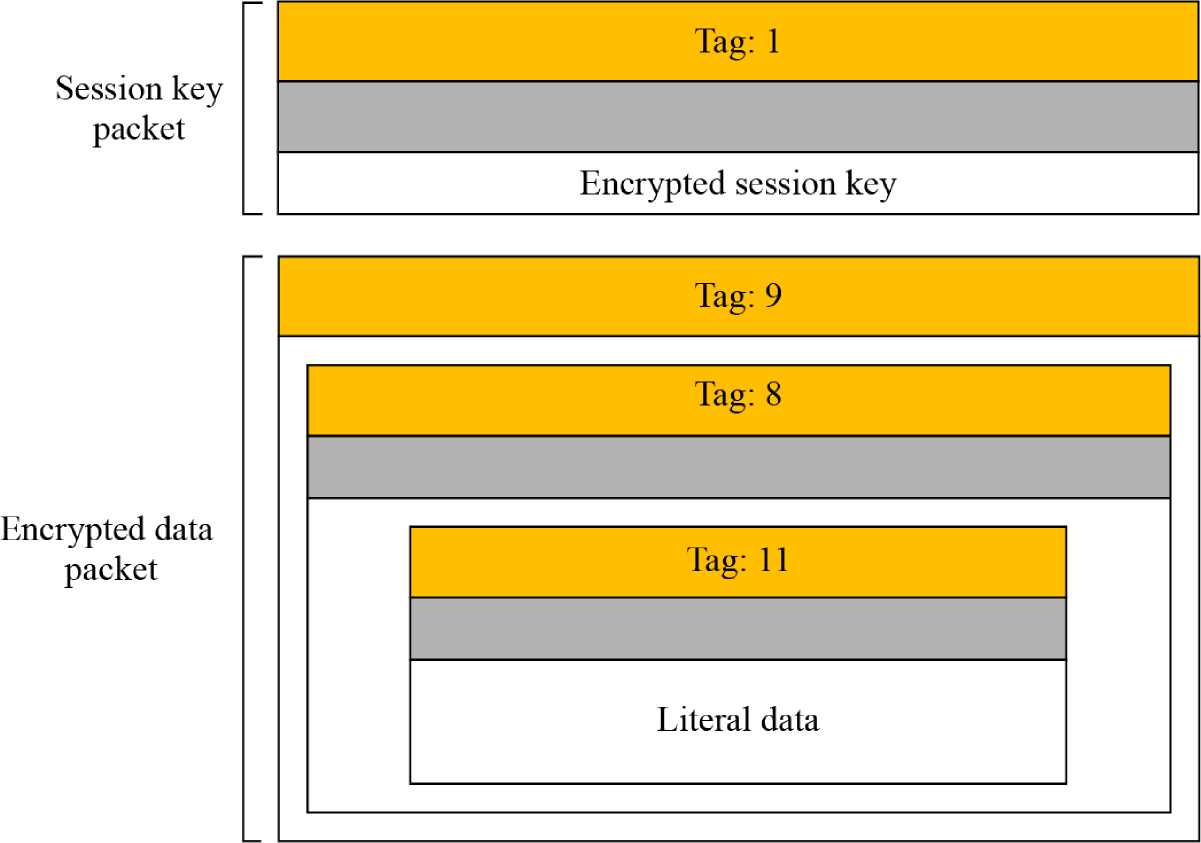 Tag: 1
Session key
packet
Encrypted session key
Tag: 9
Tag: 8
Encrypted data
packet
Tag: 11
Literal data